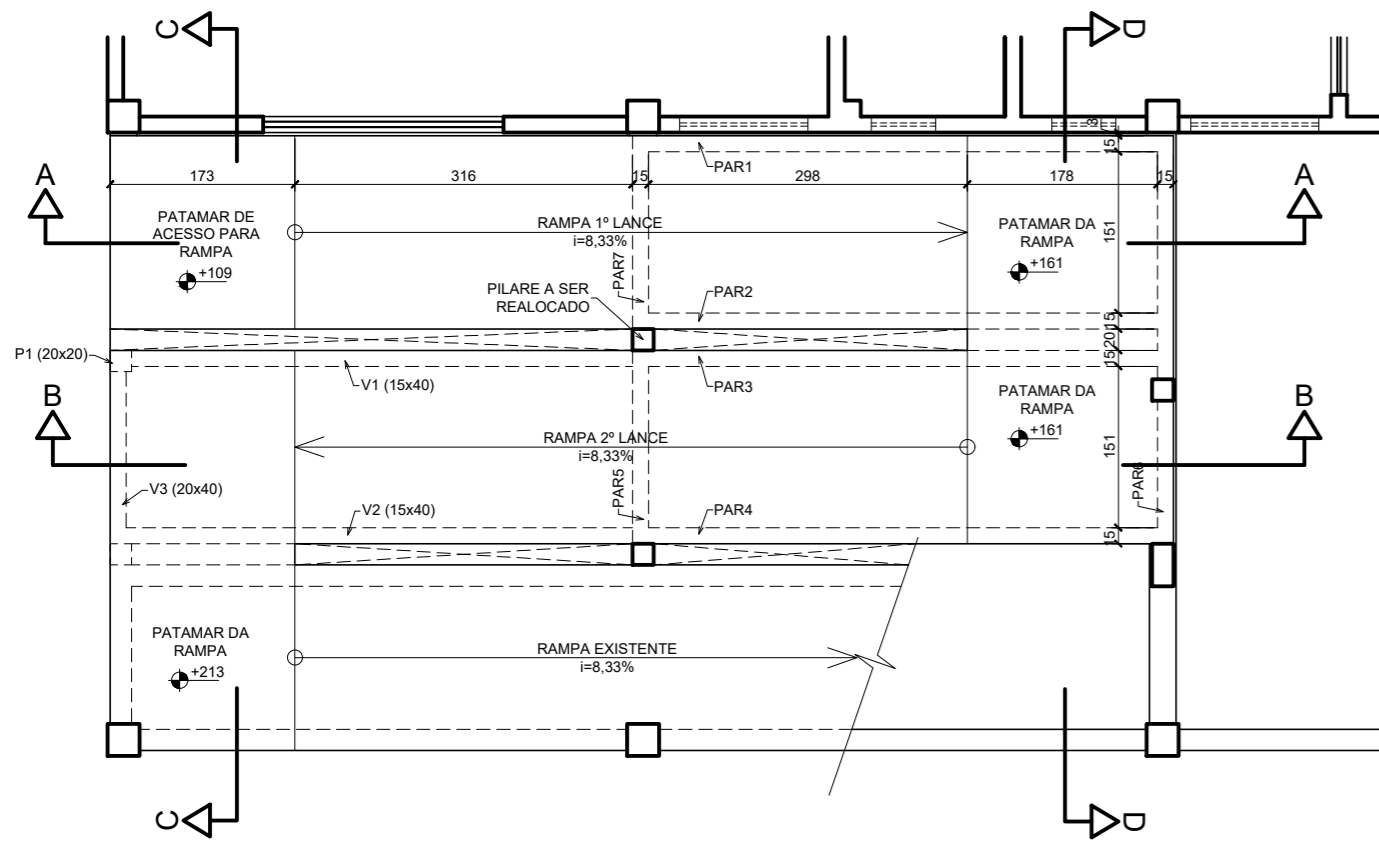 C
D
A
A
173
316
15
298
178
15
3
15
PAR1
PATAMAR DE
ACESSO PARA
RAMPA
+109
RAMPA 1º LANCE
i=8,33%
PATAMAR DA
RAMPA
+161
151
PAR7
PILARE A SER
REALOCADO
PAR2
15
20
15
P1 (20x20)
V1 (15x40)
PAR3
B
B
PATAMAR DA
RAMPA
+161
RAMPA 2º LANCE
i=8,33%
151
V3 (20x40)
V2 (15x40)
PAR5
PAR4
PAR6
15
PATAMAR DA
RAMPA
+213
RAMPA EXISTENTE
i=8,33%
C
D